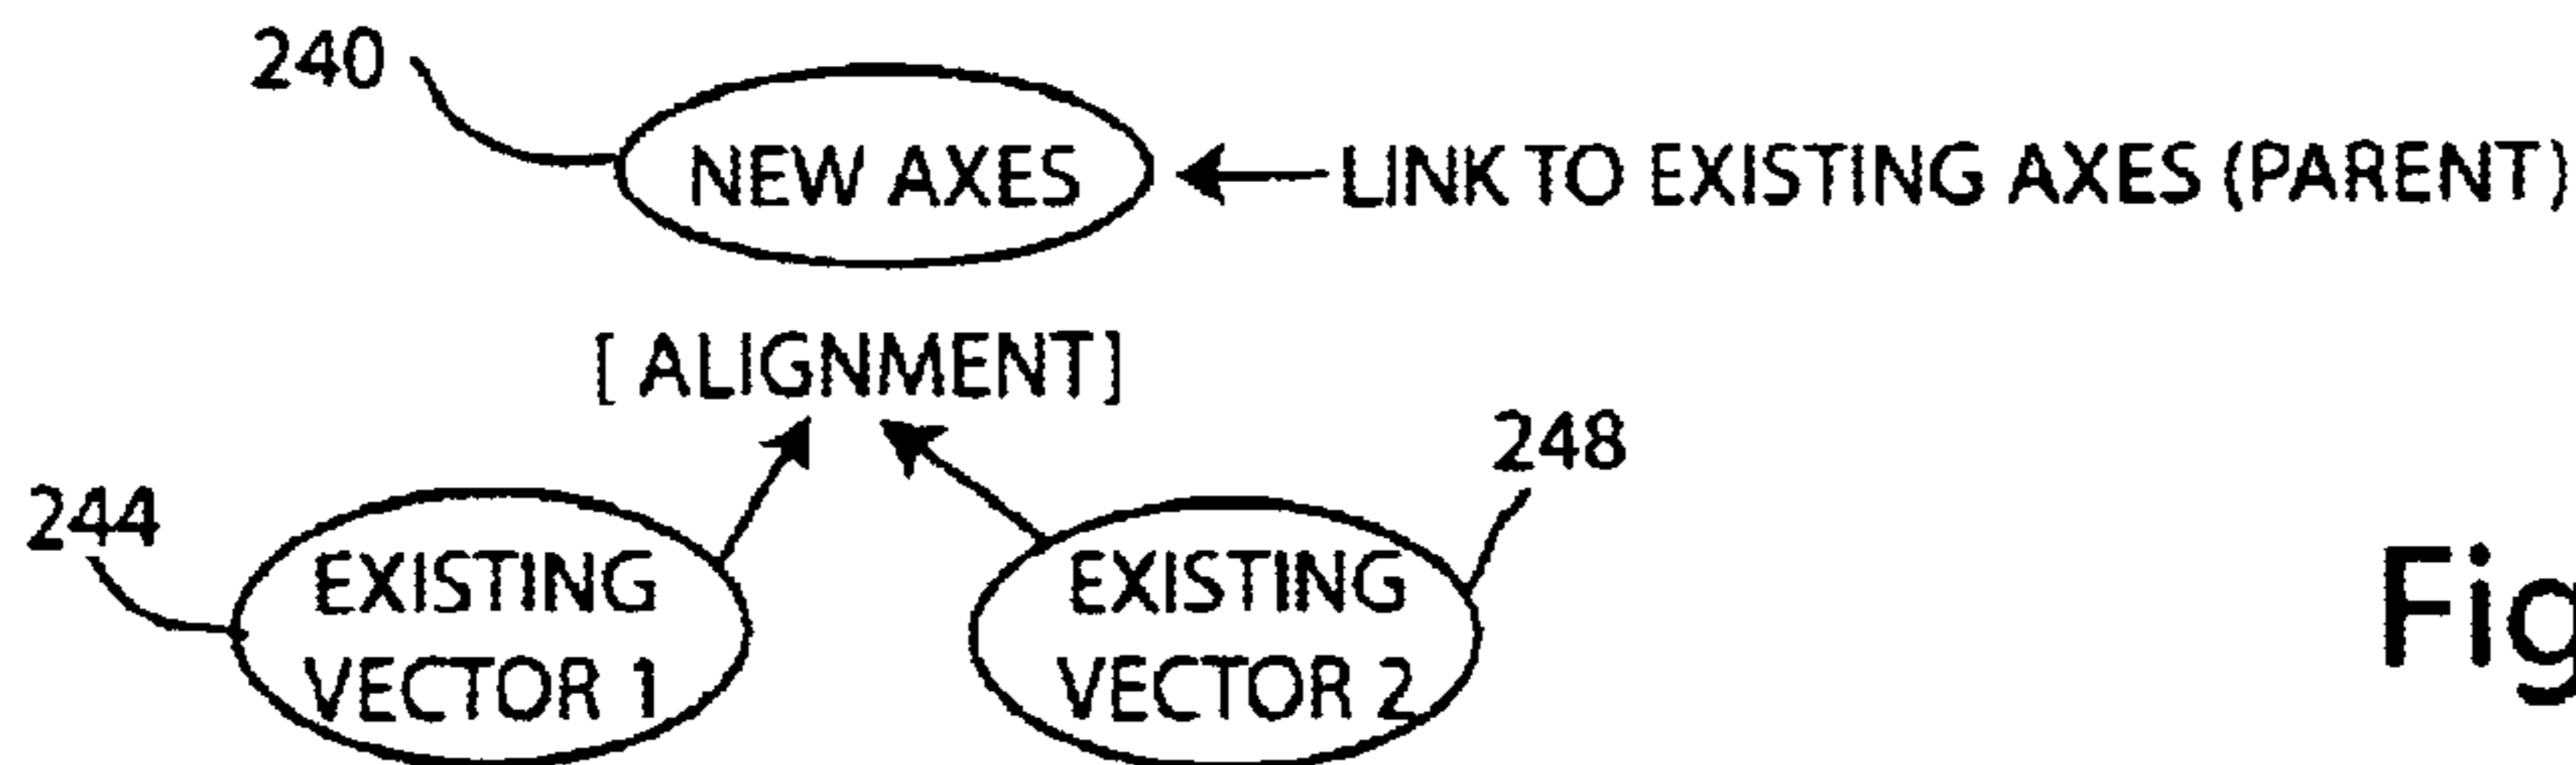 240
NEW AXES
LINK TO EXISTING AXES (PARENT)
[ ALIGNMENT]
244
248
EXISTING
VECTOR 1
EXISTING
VECTOR 2
Fig